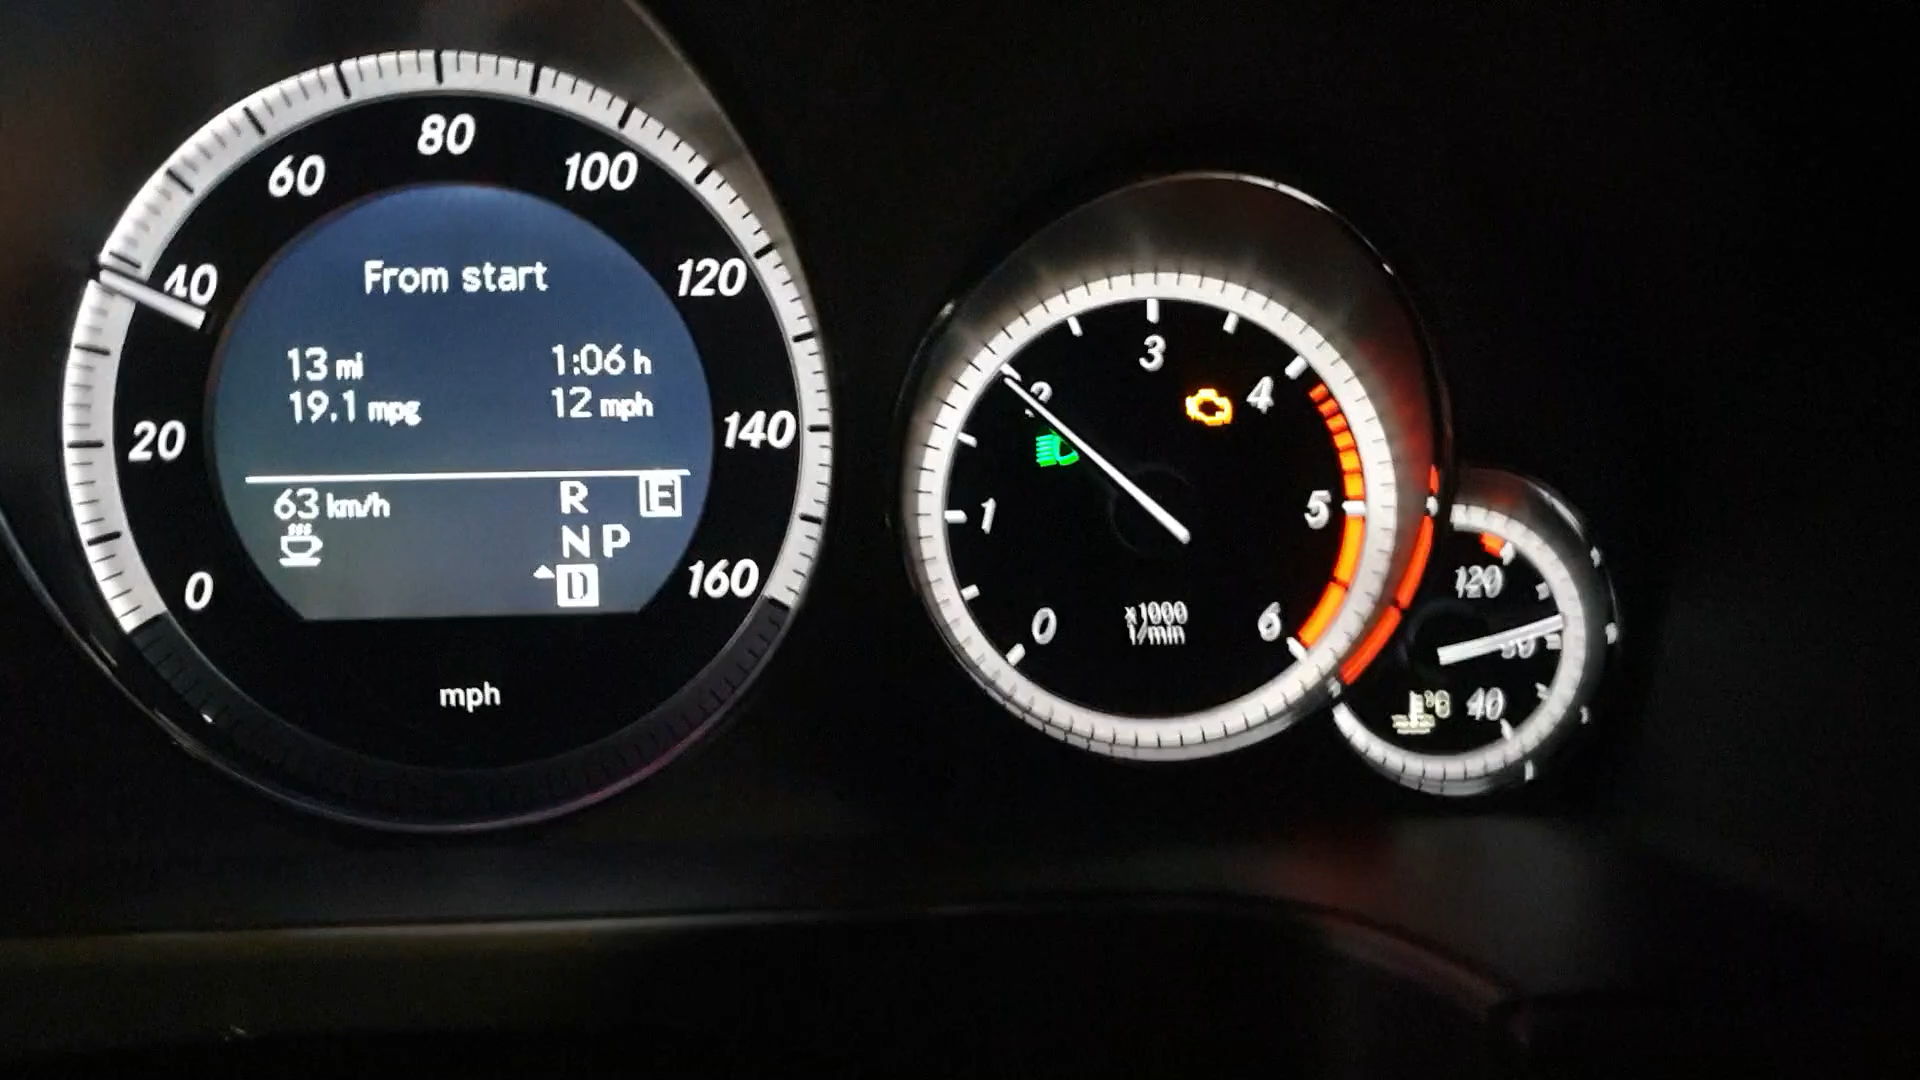 80
60
100
40
120
20
140
0
160
From start
13 mi 1:06 h
19.1 mpg 12 mph
63 km/h R E
N P
D
mph
3
2 4
1 5
0 6
x1000
1/min
120
80
40